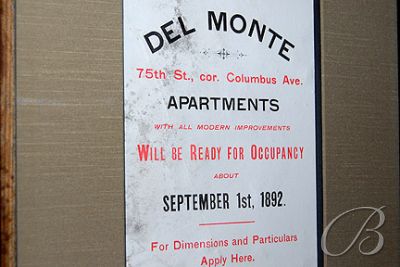 DEL MONTE
75th St., cor. Columbus Ave.
APARTMENTS
WITH ALL MODERN IMPROVEMENTS
WILL BE READY FOR OCCUPANCY
ABOUT
SEPTEMBER 1st, 1892.
For Dimensions and Particulars
Apply Here.
B